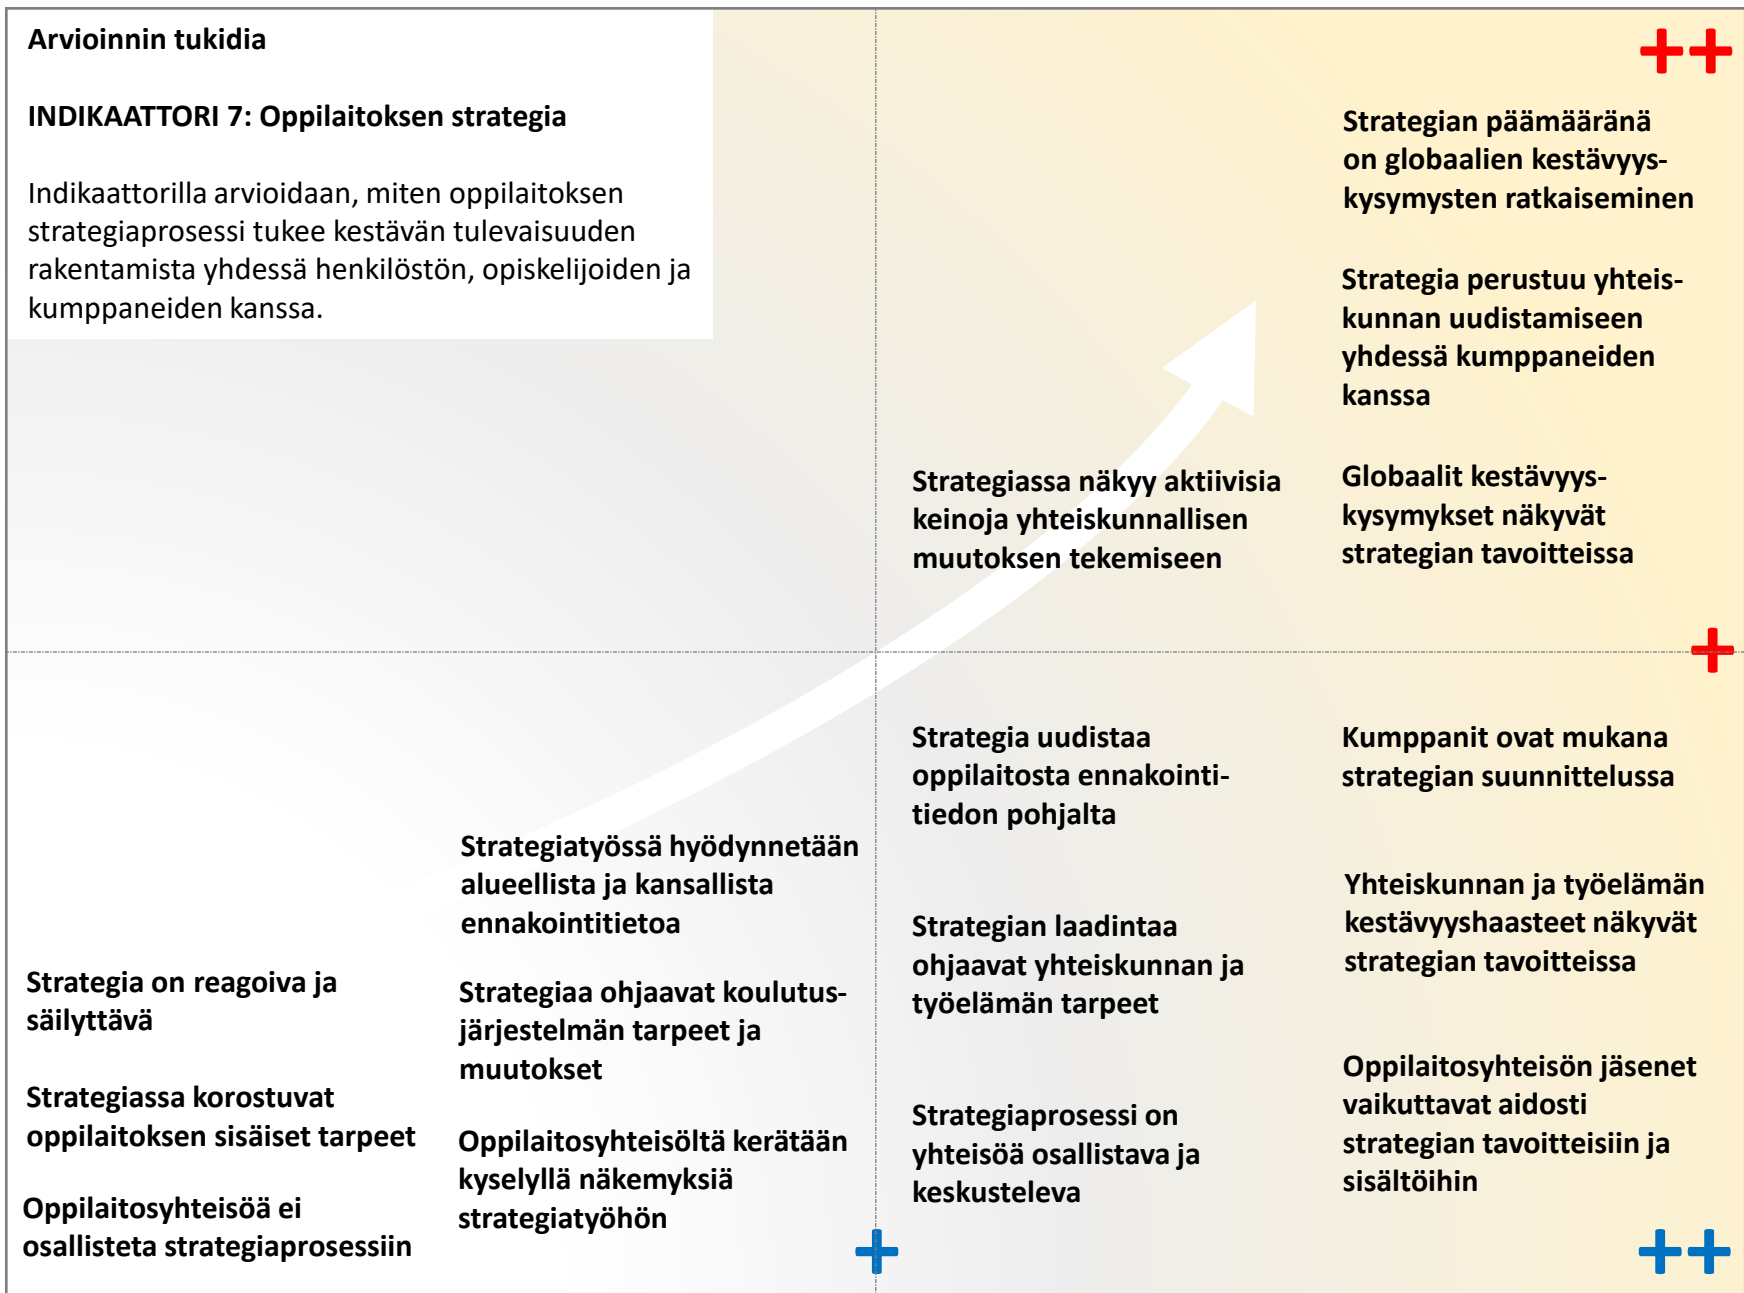 Arvioinnin tukidia
INDIKAATTORI 7: Oppilaitoksen strategia
Indikaattorilla arvioidaan, miten oppilaitoksen
strategiaprosessi tukee kestävän tulevaisuuden
rakentamista yhdessä henkilöstön, opiskelijoiden ja
kumppaneiden kanssa.
++
Strategian päämääränä
on globaalien kestävyys-
kysymysten ratkaiseminen
Strategia perustuu yhteis-
kunnan uudistamiseen
yhdessä kumppaneiden
kanssa
Strategiassa näkyy aktiivisia
keinoja yhteiskunnallisen
muutoksen tekemiseen
Globaalit kestävyys-
kysymykset näkyvät
strategian tavoitteissa
+
Strategia on reagoiva ja
säilyttävä
Strategiassa korostuvat
oppilaitoksen sisäiset tarpeet
Oppilaitosyhteisöä ei
osallisteta strategiaprosessiin
Strategiatyössä hyödynnetään
alueellista ja kansallista
ennakointitietoa
Strategiaa ohjaavat koulutus-
järjestelmän tarpeet ja
muutokset
Oppilaitosyhteisöltä kerätään
kyselyllä näkemyksiä
strategiatyöhön
+
Strategia uudistaa
oppilaitosta ennakointi-
tiedon pohjalta
Strategian laadintaa
ohjaavat yhteiskunnan ja
työelämän tarpeet
Strategiaprosessi on
yhteisöä osallistava ja
keskusteleva
Kumppanit ovat mukana
strategian suunnittelussa
Yhteiskunnan ja työelämän
kestävyyshaasteet näkyvät
strategian tavoitteissa
Oppilaitosyhteisön jäsenet
vaikuttavat aidosti
strategian tavoitteisiin ja
sisältöihin
++